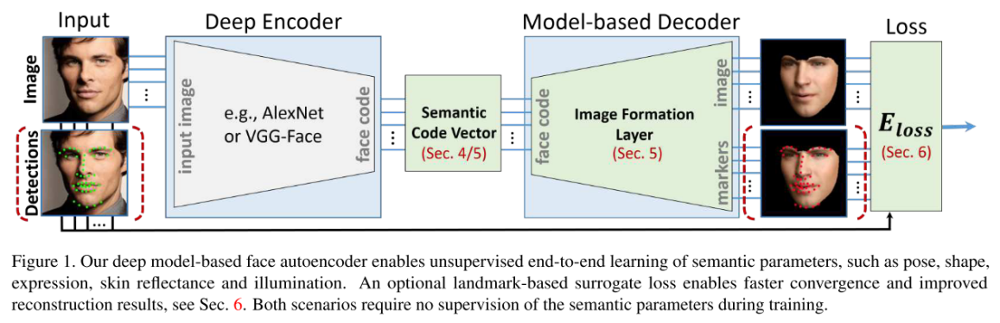 Input
Deep Encoder
Model-based Decoder
Loss
Image
Detections
...
...
input image
e.g., AlexNet
or VGG-Face
face code
...
Semantic
Code Vector
(Sec. 4/5)
...
face code
Image Formation
Layer
(Sec. 5)
image
markers
...
...
...
...
E_loss
(Sec. 6)
Figure 1. Our deep model-based face autoencoder enables unsupervised end-to-end learning of semantic parameters, such as pose, shape,
expression, skin reflectance and illumination. An optional landmark-based surrogate loss enables faster convergence and improved
reconstruction results, see Sec. 6. Both scenarios require no supervision of the semantic parameters during training.